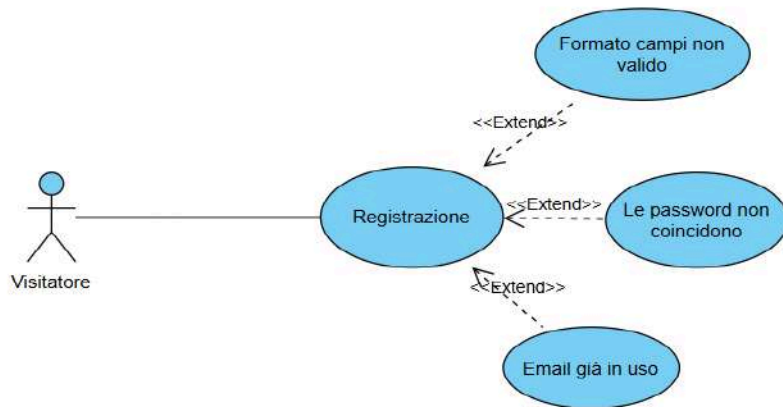 Formato campi non
valido
<<Extend>>
Registrazione
<<Extend>>
Le password non
coincidono
Visitatore
<<Extend>>
Email già in uso